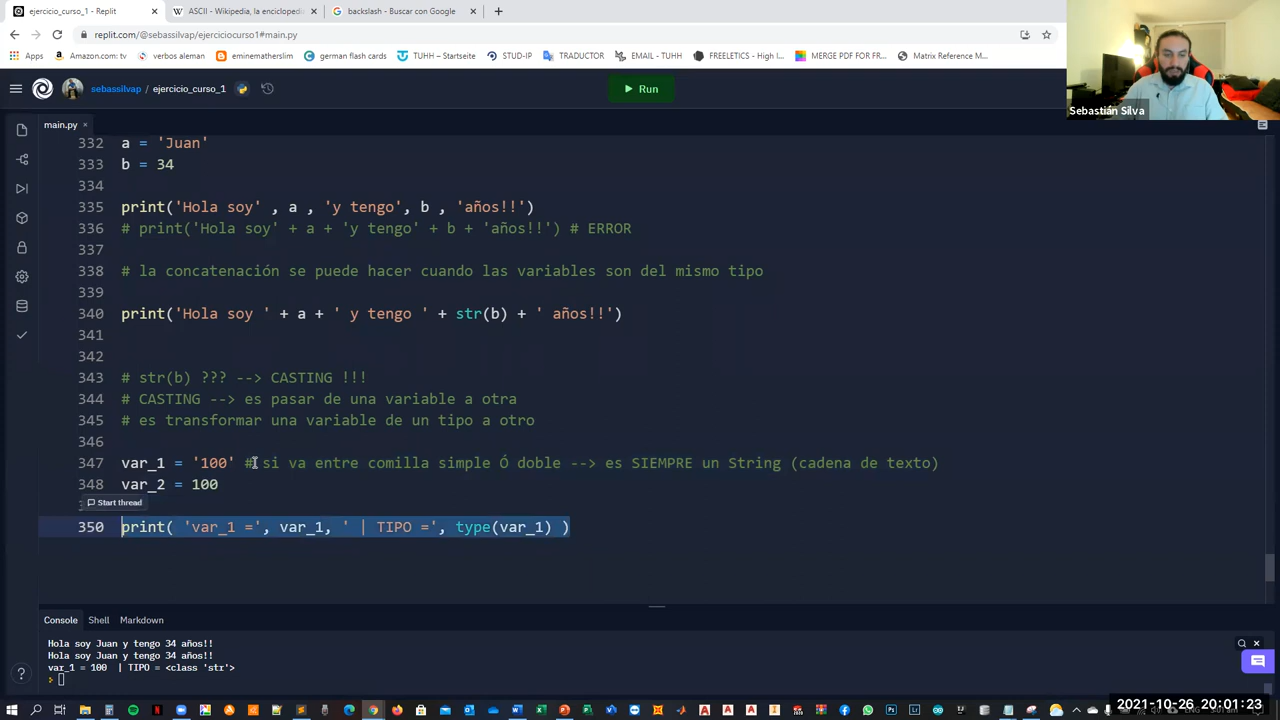 ejercicio_curso_1 - Replit
ASCII - Wikipedia, la enciclopedi
backslash - Buscar con Google
replit.com/@sebassilvap/ejerciciocurso1#main.py
Apps
Amazon.com: tv
verbos aleman
eminematherslim
german flash cards
TUHH – Startseite
STUD-IP
TRADUCTOR
EMAIL - TUHH
FREELETICS - High I...
MERGE PDF FOR FR...
Matrix Reference M...
Sebastián Silva
sebassilvap / ejercicio_curso_1
Run
main.py
332 a = 'Juan'
333 b = 34
334
335 print('Hola soy' , a , 'y tengo', b , 'años!!')
336 # print('Hola soy' + a + 'y tengo' + b + 'años!!') # ERROR
337
338 # la concatenación se puede hacer cuando las variables son del mismo tipo
339
340 print('Hola soy ' + a + ' y tengo ' + str(b) + ' años!!')
341
342
343 # str(b) ??? --> CASTING !!!
344 # CASTING --> es pasar de una variable a otra
345 # es transformar una variable de un tipo a otro
346
347 var_1 = '100' # si va entre comilla simple Ó doble --> es SIEMPRE un String (cadena de texto)
348 var_2 = 100
Start thread
350 print( 'var_1 =', var_1, ' | TIPO =', type(var_1) )
Console Shell Markdown
Hola soy Juan y tengo 34 años!!
Hola soy Juan y tengo 34 años!!
var_1 = 100  | TIPO = <class 'str'>
2021-10-26 20:01:23